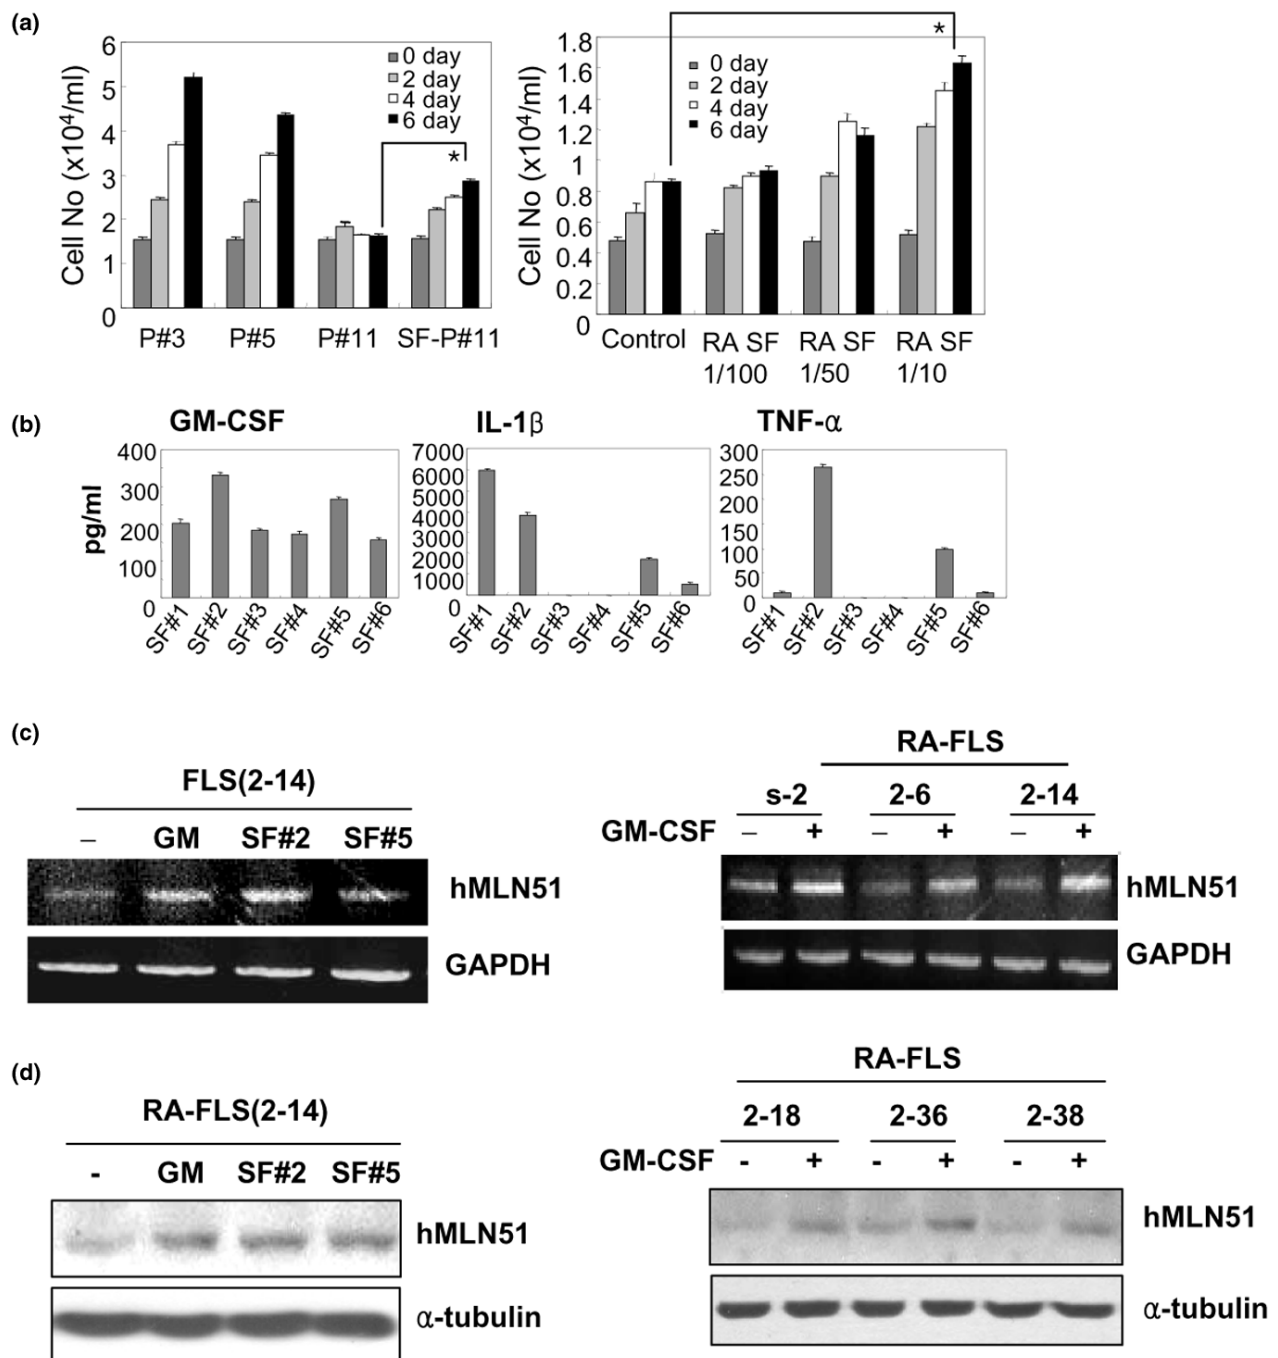 (a)
6
5
4
3
2
1
0
Cell No (x10⁴/ml)
0 day
2 day
4 day
6 day
*
P#3 P#5 P#11 SF-P#11
1.8
1.6
1.4
1.2
1
0.8
0.6
0.4
0.2
0
Cell No (x10⁴/ml)
0 day
2 day
4 day
6 day
*
Control RA SF RA SF RA SF
1/100 1/50 1/10
(b)
GM-CSF
400
300
200
100
0
pg/ml
SF#1 SF#2 SF#3 SF#4 SF#5 SF#6
IL-1β
7000
6000
5000
4000
3000
2000
1000
0
SF#1 SF#2 SF#3 SF#4 SF#5 SF#6
TNF-α
300
250
200
150
100
50
0
SF#1 SF#2 SF#3 SF#4 SF#5 SF#6
(c)
FLS(2-14)
– GM SF#2 SF#5
hMLN51
GAPDH
RA-FLS
s-2 2-6 2-14
GM-CSF – + – + – +
hMLN51
GAPDH
(d)
RA-FLS(2-14)
- GM SF#2 SF#5
hMLN51
α-tubulin
RA-FLS
2-18 2-36 2-38
GM-CSF - + - + - +
hMLN51
α-tubulin